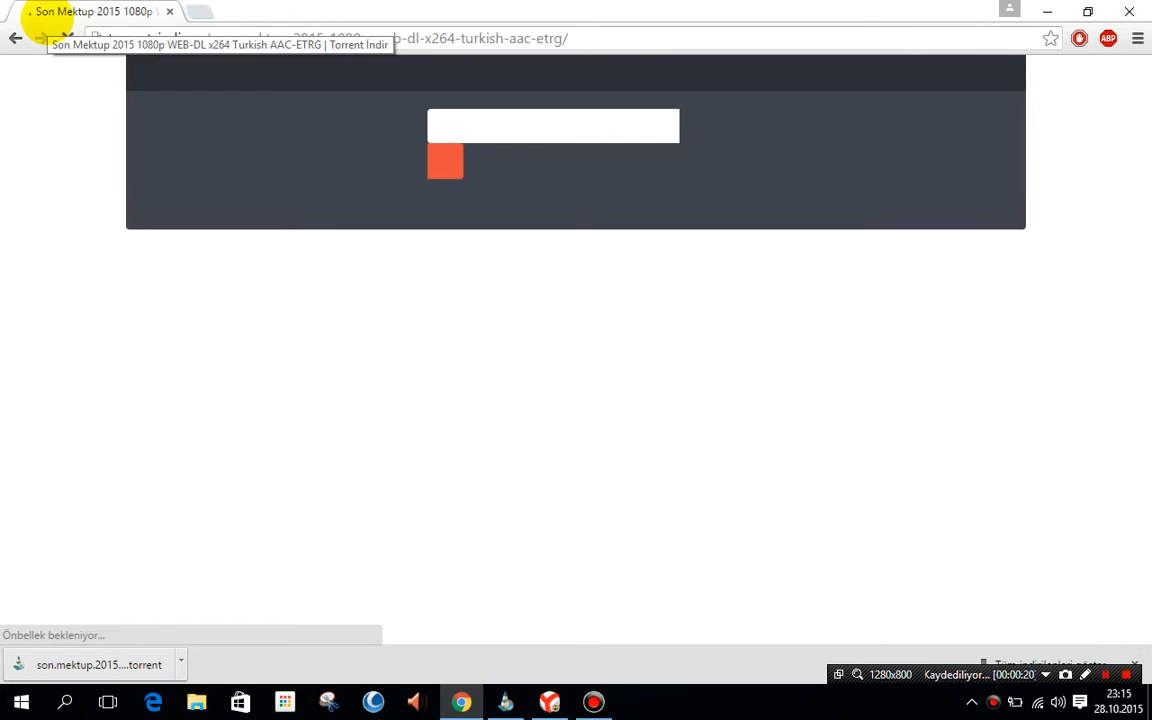 Son Mektup 2015 1080p
Son Mektup 2015 1080p WEB-DL x264 Turkish AAC-ETRG | Torrent İndir
b-dl-x264-turkish-aac-etrg/
ABP
Önbellek bekleniyor...
son.mektup.2015....torrent
1280x800
Kaydediliyor... [00:00:20]
23:15
28.10.2015